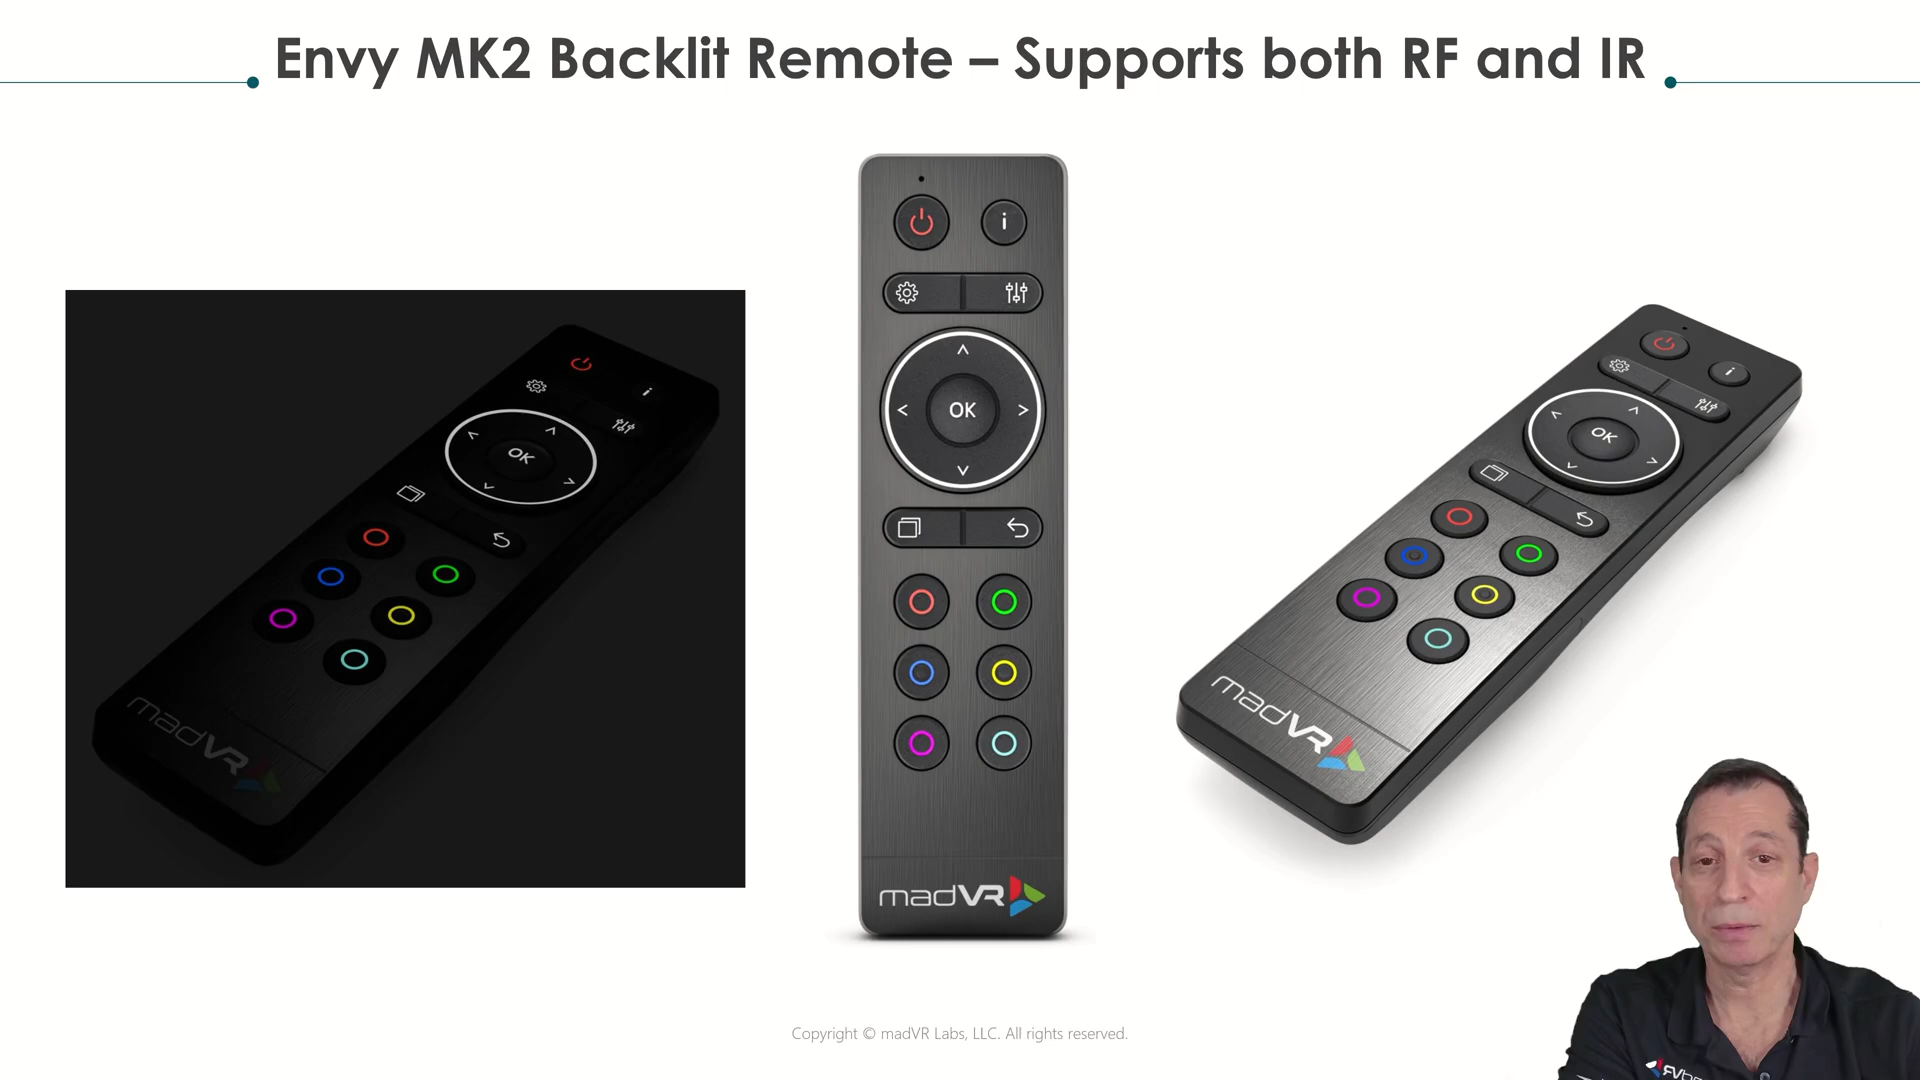 Envy MK2 Backlit Remote – Supports both RF and IR
i
OK
madVR
i
OK
madVR
i
OK
madVR
Copyright © madVR Labs, LLC. All rights reserved.